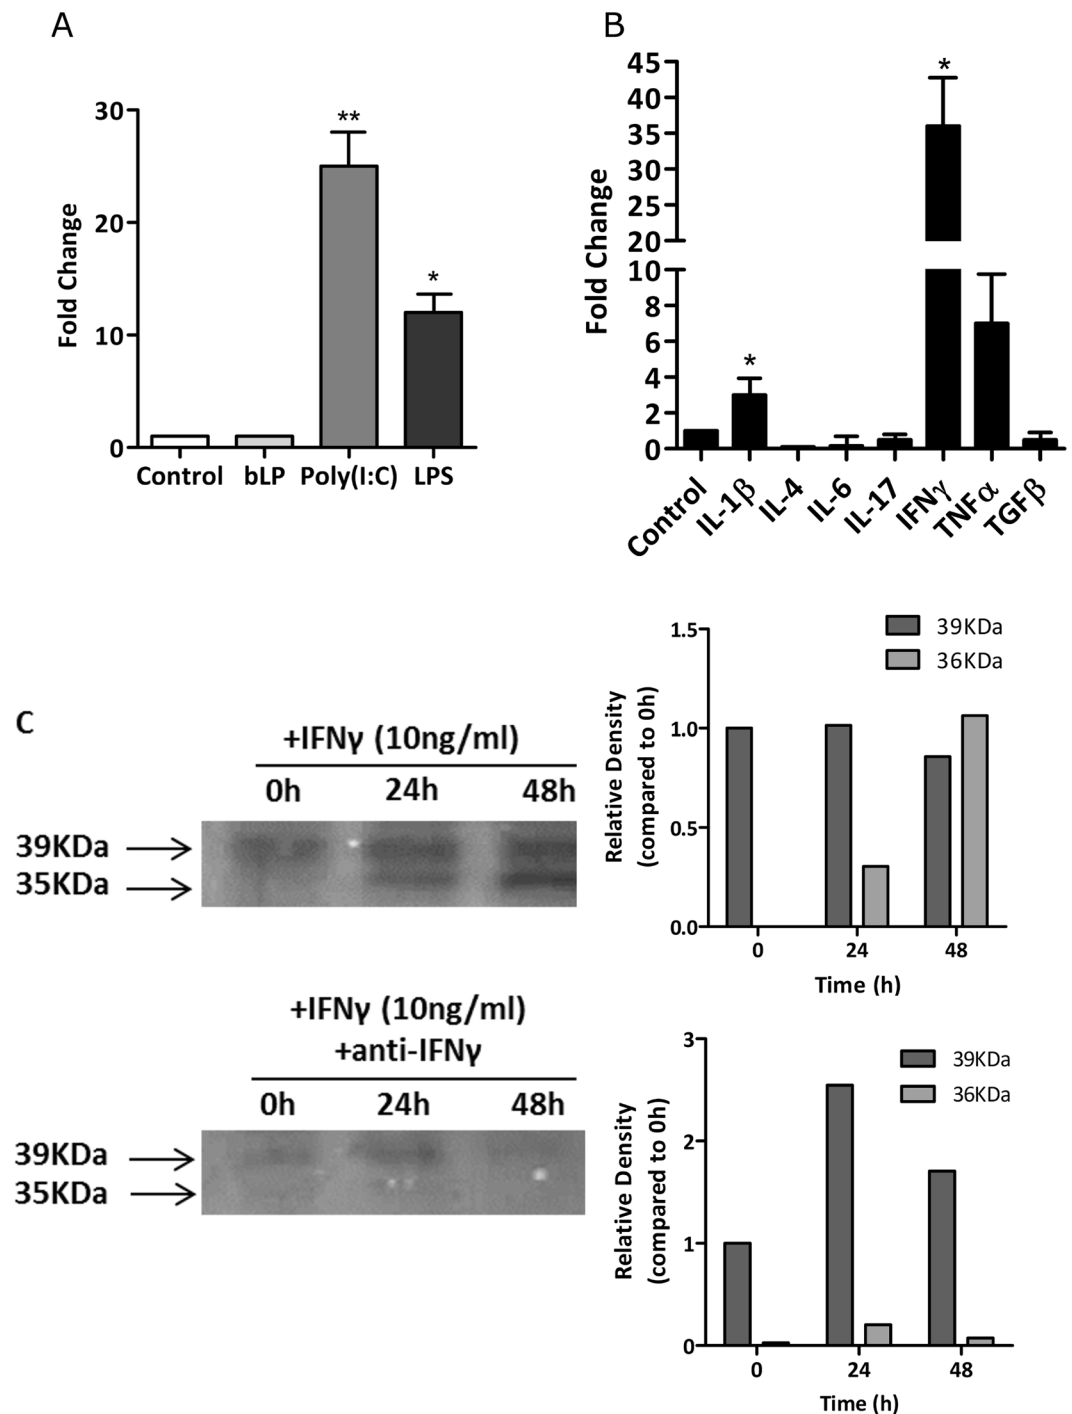 A
Fold Change
30
20
10
0
**
*
Control bLP Poly(I:C) LPS
B
Fold Change
45
40
35
30
25
20
10
8
6
4
2
0
*
*
Control IL-1β IL-4 IL-6 IL-17 IFNγ TNFα TGFβ
C
+IFNγ (10ng/ml)
0h 24h 48h
39KDa
35KDa
Relative Density
(compared to 0h)
1.5
1.0
0.5
0.0
39KDa
36KDa
0 24 48
Time (h)
+IFNγ (10ng/ml)
+anti-IFNγ
0h 24h 48h
39KDa
35KDa
Relative Density
(compared to 0h)
3
2
1
0
39KDa
36KDa
0 24 48
Time (h)